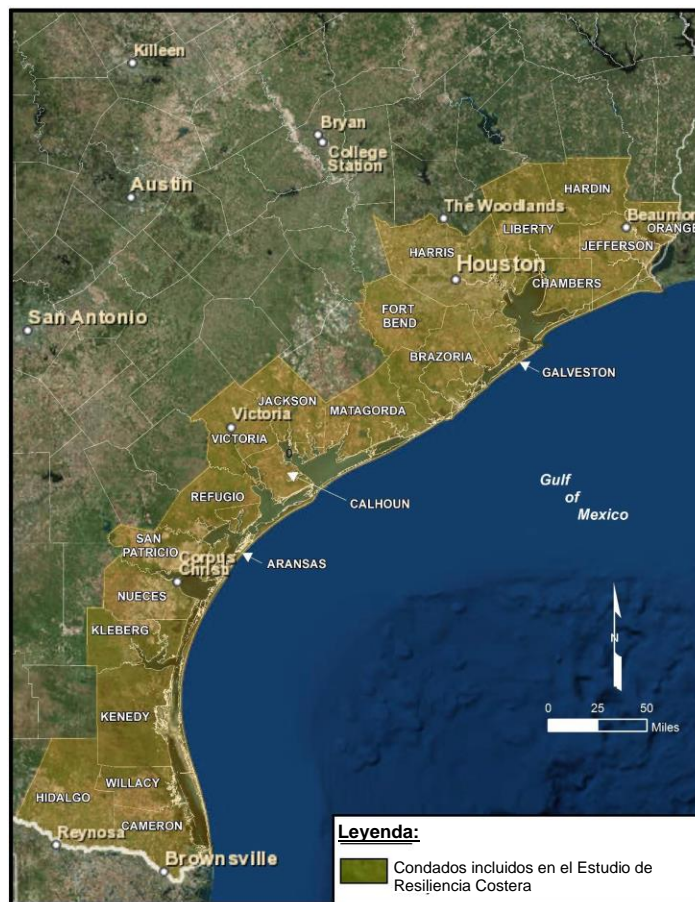 Killeen
Bryan
College
Station
Austin
HARDIN
The Woodlands
Beaumon
LIBERTY
ORANGE
HARRIS
JEFFERSON
Houston
CHAMBERS
San Antonio
FORT
BEND
BRAZORIA
GALVESTON
JACKSON
MATAGORDA
Victoria
VICTORIA
CALHOUN
REFUGIO
Gulf
of
Mexico
SAN
PATRICIO
Corpus
Christi
ARANSAS
NUECES
KLEBERG
N
KENEDY
0 25 50
Miles
WILLACY
HIDALGO
CAMERON
Reynosa
Brownsville
Leyenda:
Condados incluidos en el Estudio de
Resiliencia Costera